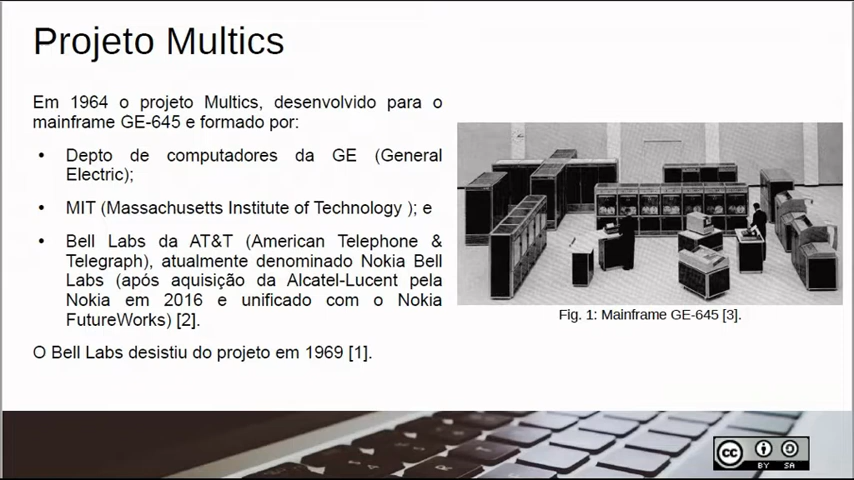 Projeto Multics
Em 1964 o projeto Multics, desenvolvido para o
mainframe GE-645 e formado por:
• Depto de computadores da GE (General
Electric);
• MIT (Massachusetts Institute of Technology ); e
• Bell Labs da AT&T (American Telephone &
Telegraph), atualmente denominado Nokia Bell
Labs (após aquisição da Alcatel-Lucent pela
Nokia em 2016 e unificado com o Nokia
FutureWorks) [2].
O Bell Labs desistiu do projeto em 1969 [1].
Fig. 1: Mainframe GE-645 [3].
cc
BY SA